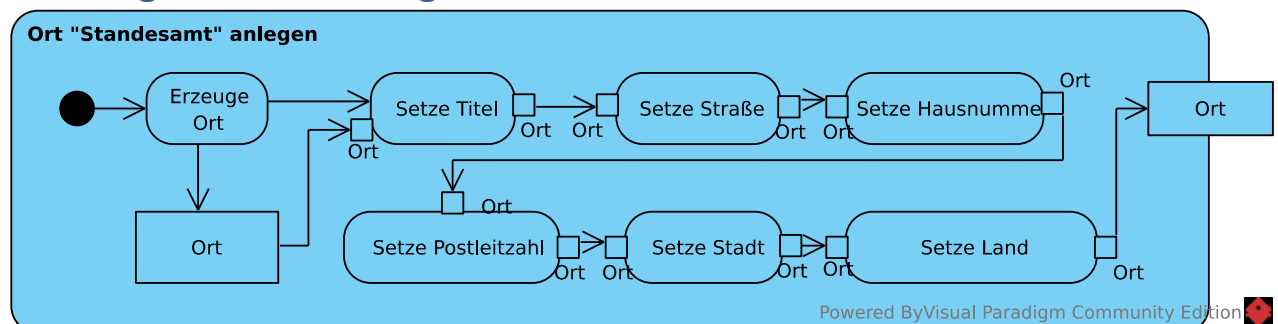 Ort "Standesamt" anlegen
Erzeuge
Ort
Setze Titel
Setze Straße
Setze Hausnumme
Ort
Ort
Ort
Ort
Ort
Ort
Ort
Ort
Ort
Setze Postleitzahl
Setze Stadt
Setze Land
Ort
Ort
Ort
Ort
Ort
Powered ByVisual Paradigm Community Edition